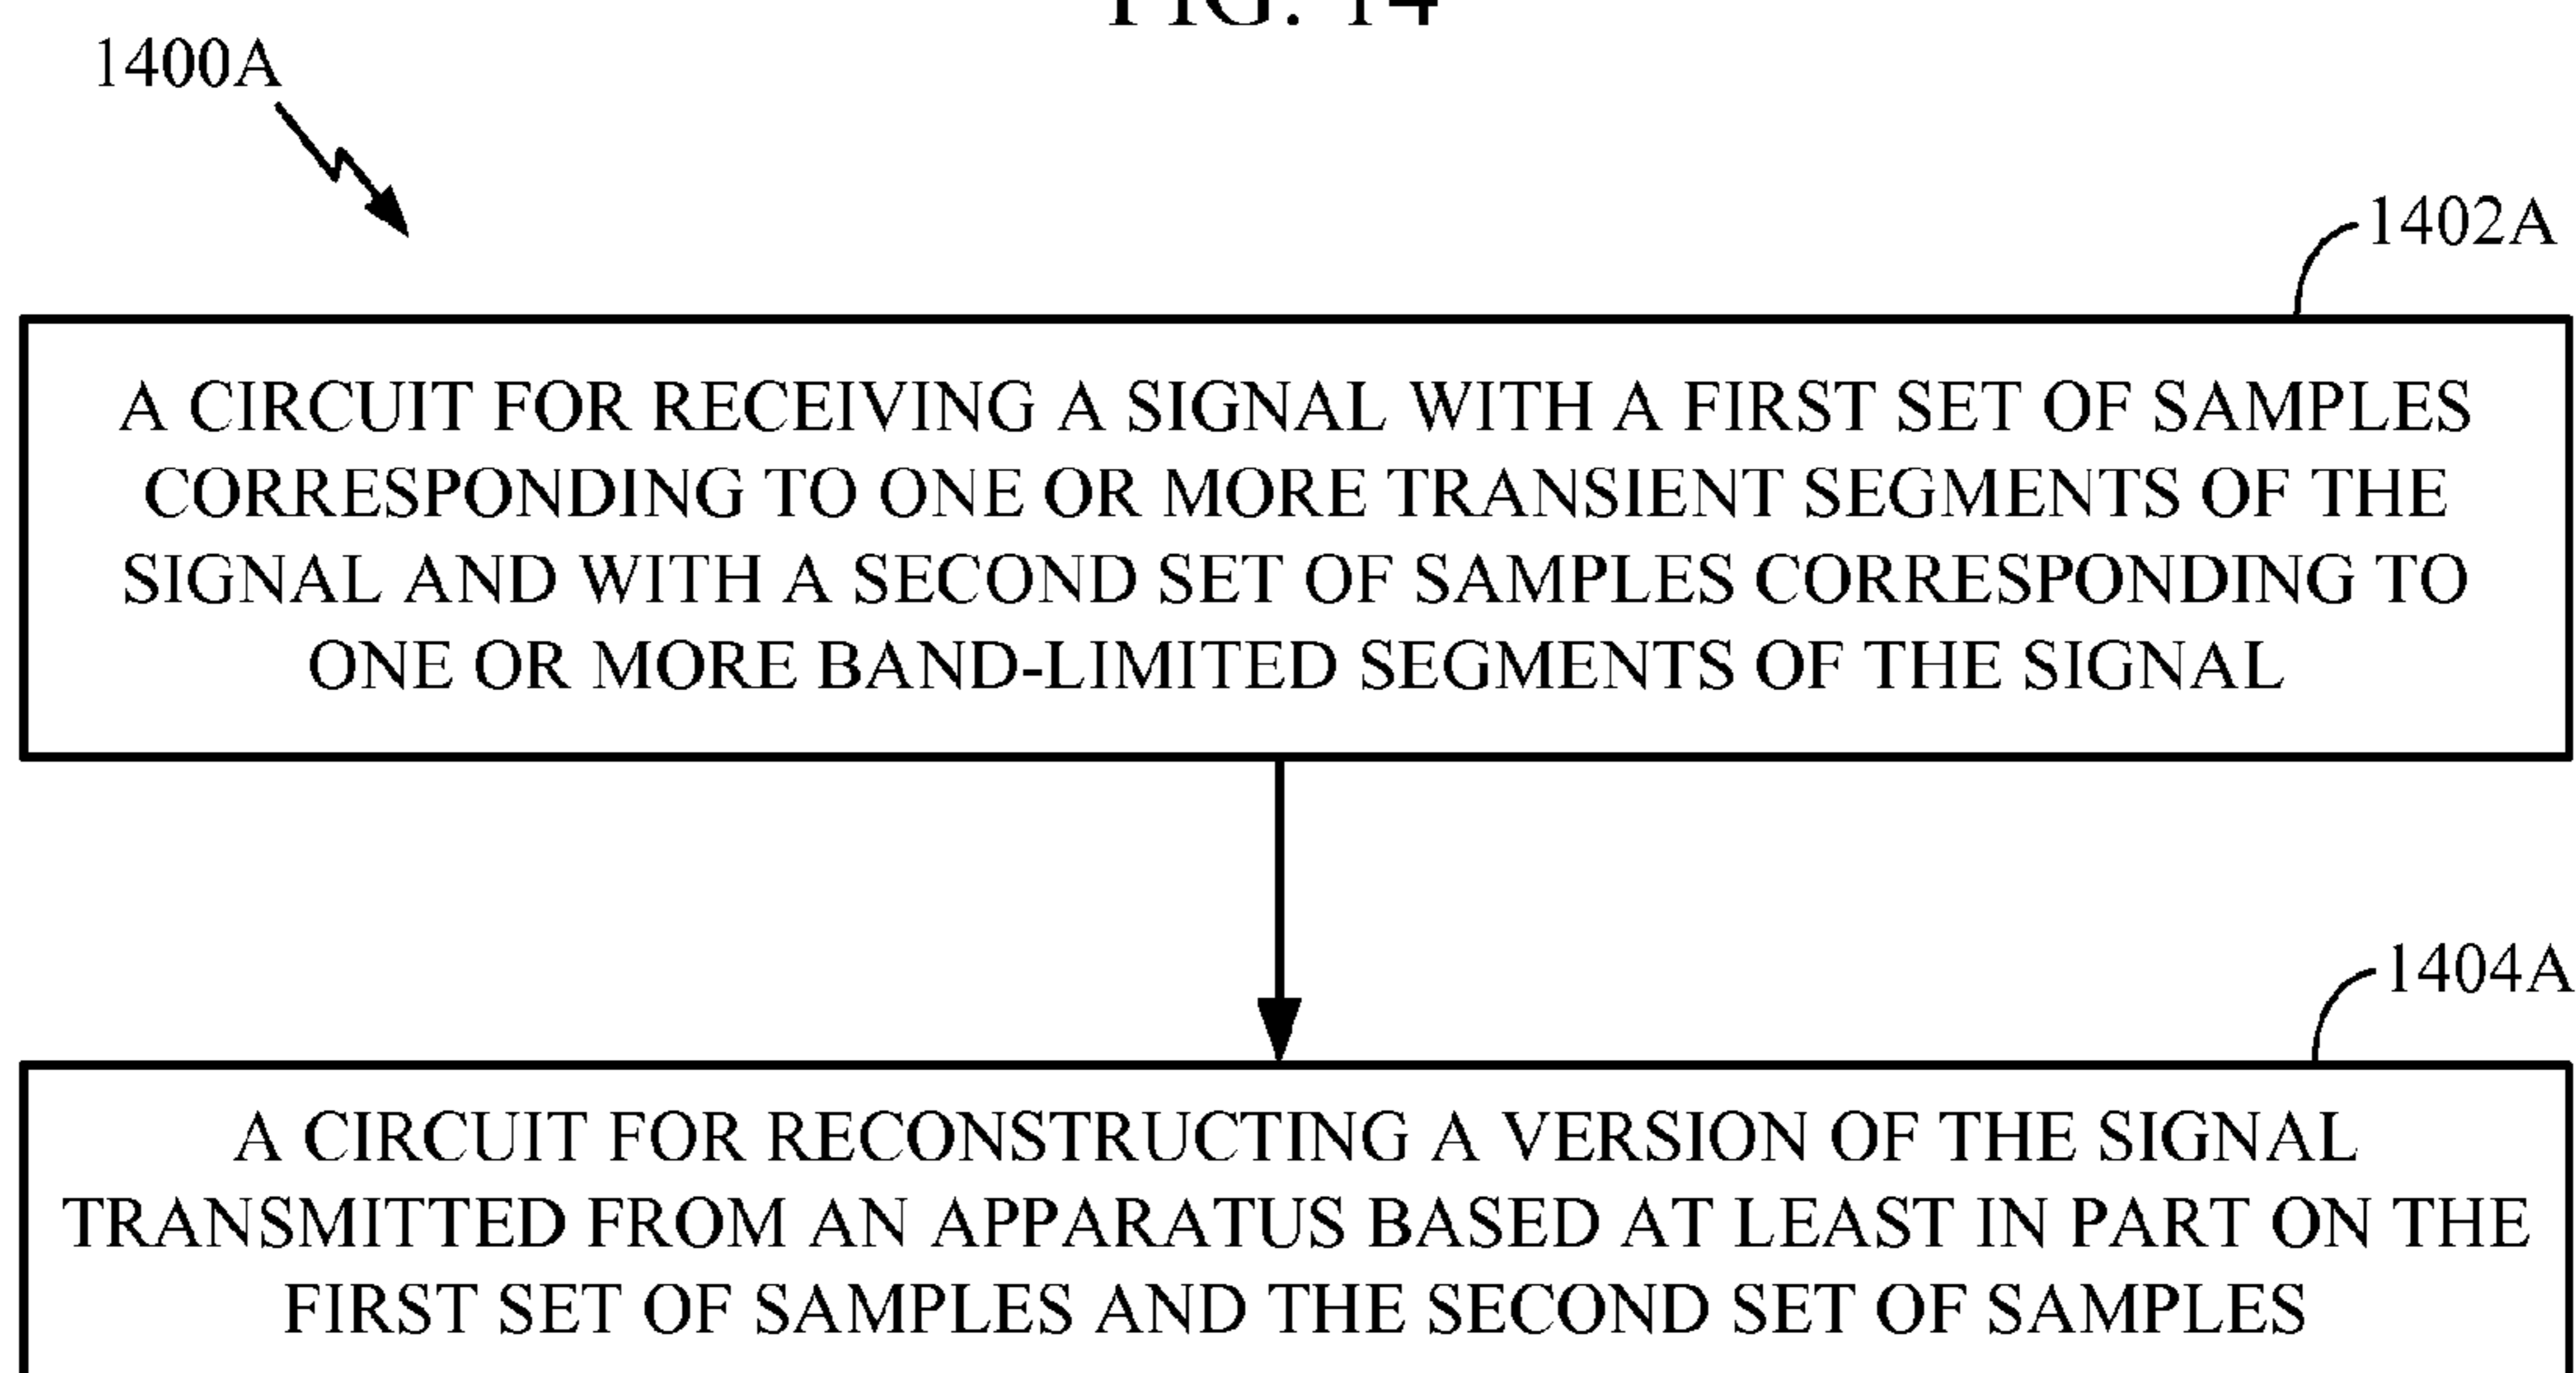 FIG. 14
1400A
1402A
A CIRCUIT FOR RECEIVING A SIGNAL WITH A FIRST SET OF SAMPLES
CORRESPONDING TO ONE OR MORE TRANSIENT SEGMENTS OF THE
SIGNAL AND WITH A SECOND SET OF SAMPLES CORRESPONDING TO
ONE OR MORE BAND-LIMITED SEGMENTS OF THE SIGNAL
1404A
A CIRCUIT FOR RECONSTRUCTING A VERSION OF THE SIGNAL
TRANSMITTED FROM AN APPARATUS BASED AT LEAST IN PART ON THE
FIRST SET OF SAMPLES AND THE SECOND SET OF SAMPLES